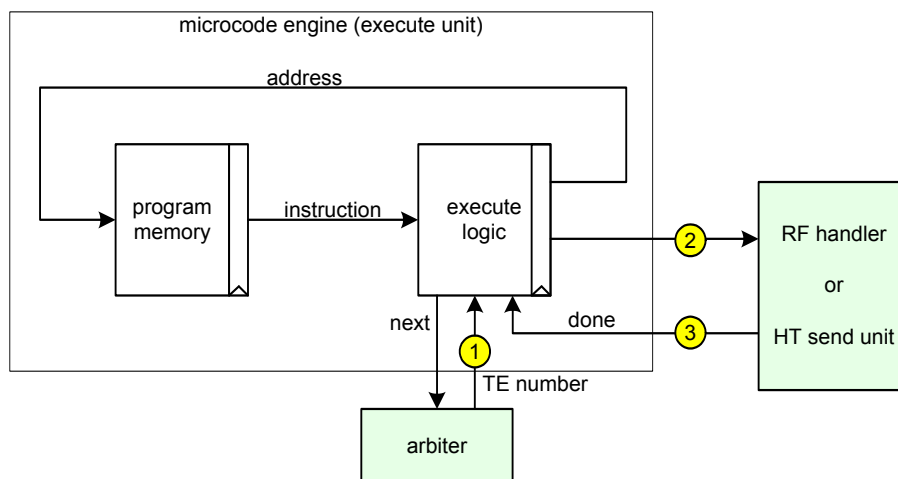 microcode engine (execute unit)
address
program
memory
instruction
execute
logic
2
RF handler
or
HT send unit
next
1
done
3
TE number
arbiter